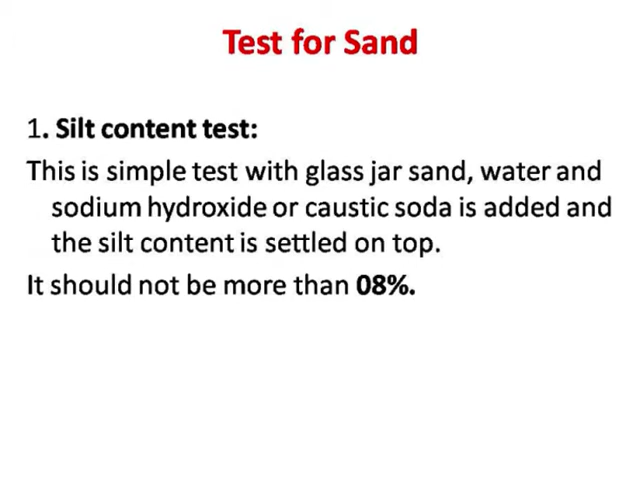 Test for Sand
1. Silt content test:
This is simple test with glass jar sand, water and
sodium hydroxide or caustic soda is added and
the silt content is settled on top.
It should not be more than 08%.